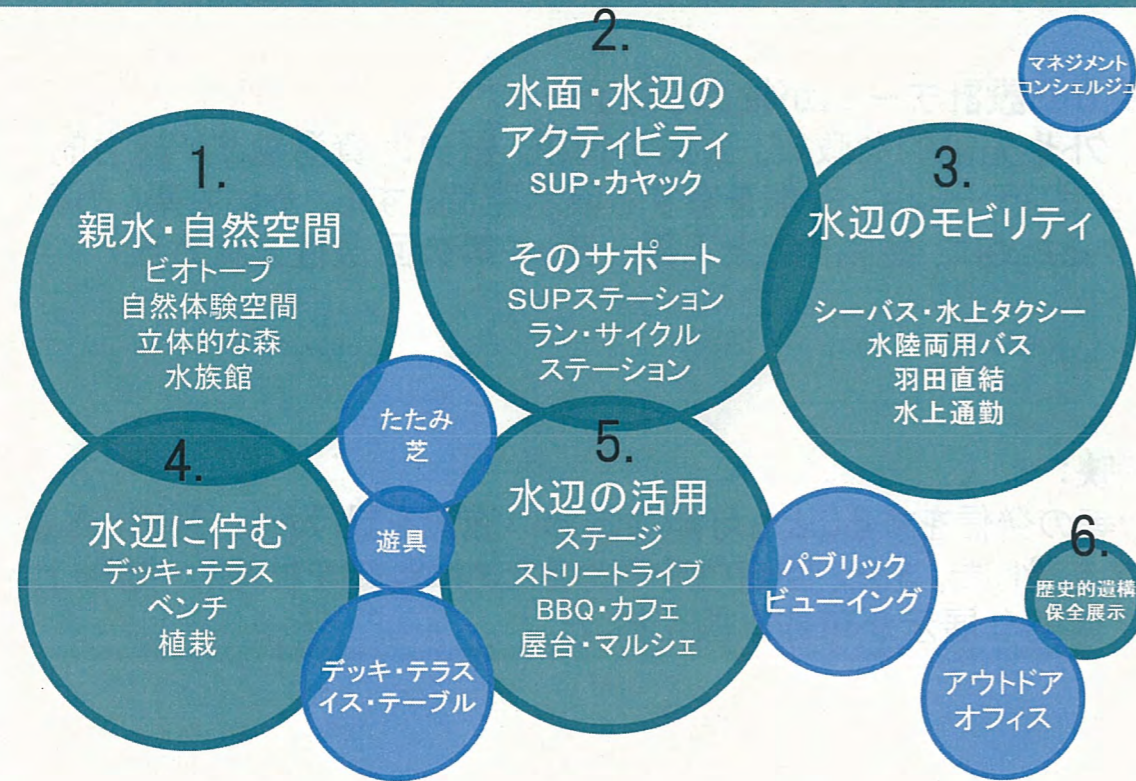 1.
親水・自然空間
ビオトープ
自然体験空間
立体的な森
水族館
2.
水面・水辺の
アクティビティ
SUP・カヤック
そのサポート
SUPステーション
ラン・サイクル
ステーション
3.
水辺のモビリティ
シーバス・水上タクシー
水陸両用バス
羽田直結
水上通勤
マネジメント
コンシェルジュ
4.
水辺に佇む
デッキ・テラス
ベンチ
植栽
たたみ
芝
遊具
デッキ・テラス
イス・テーブル
5.
水辺の活用
ステージ
ストリートライブ
BBQ・カフェ
屋台・マルシェ
パブリック
ビューイング
6.
歴史的遺構
保全展示
アウトドア
オフィス